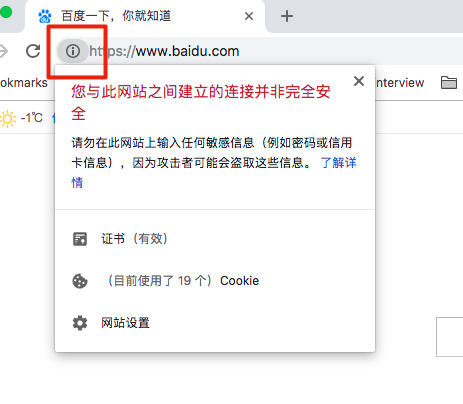 百度一下，你就知道
https://www.baidu.com
okmarks
nterview
-1℃
您与此网站之间建立的连接并非完全安
全
请勿在此网站上输入任何敏感信息（例如密码或信用
卡信息），因为攻击者可能会盗取这些信息。 了解详
情
证书（有效）
（目前使用了 19 个）Cookie
网站设置